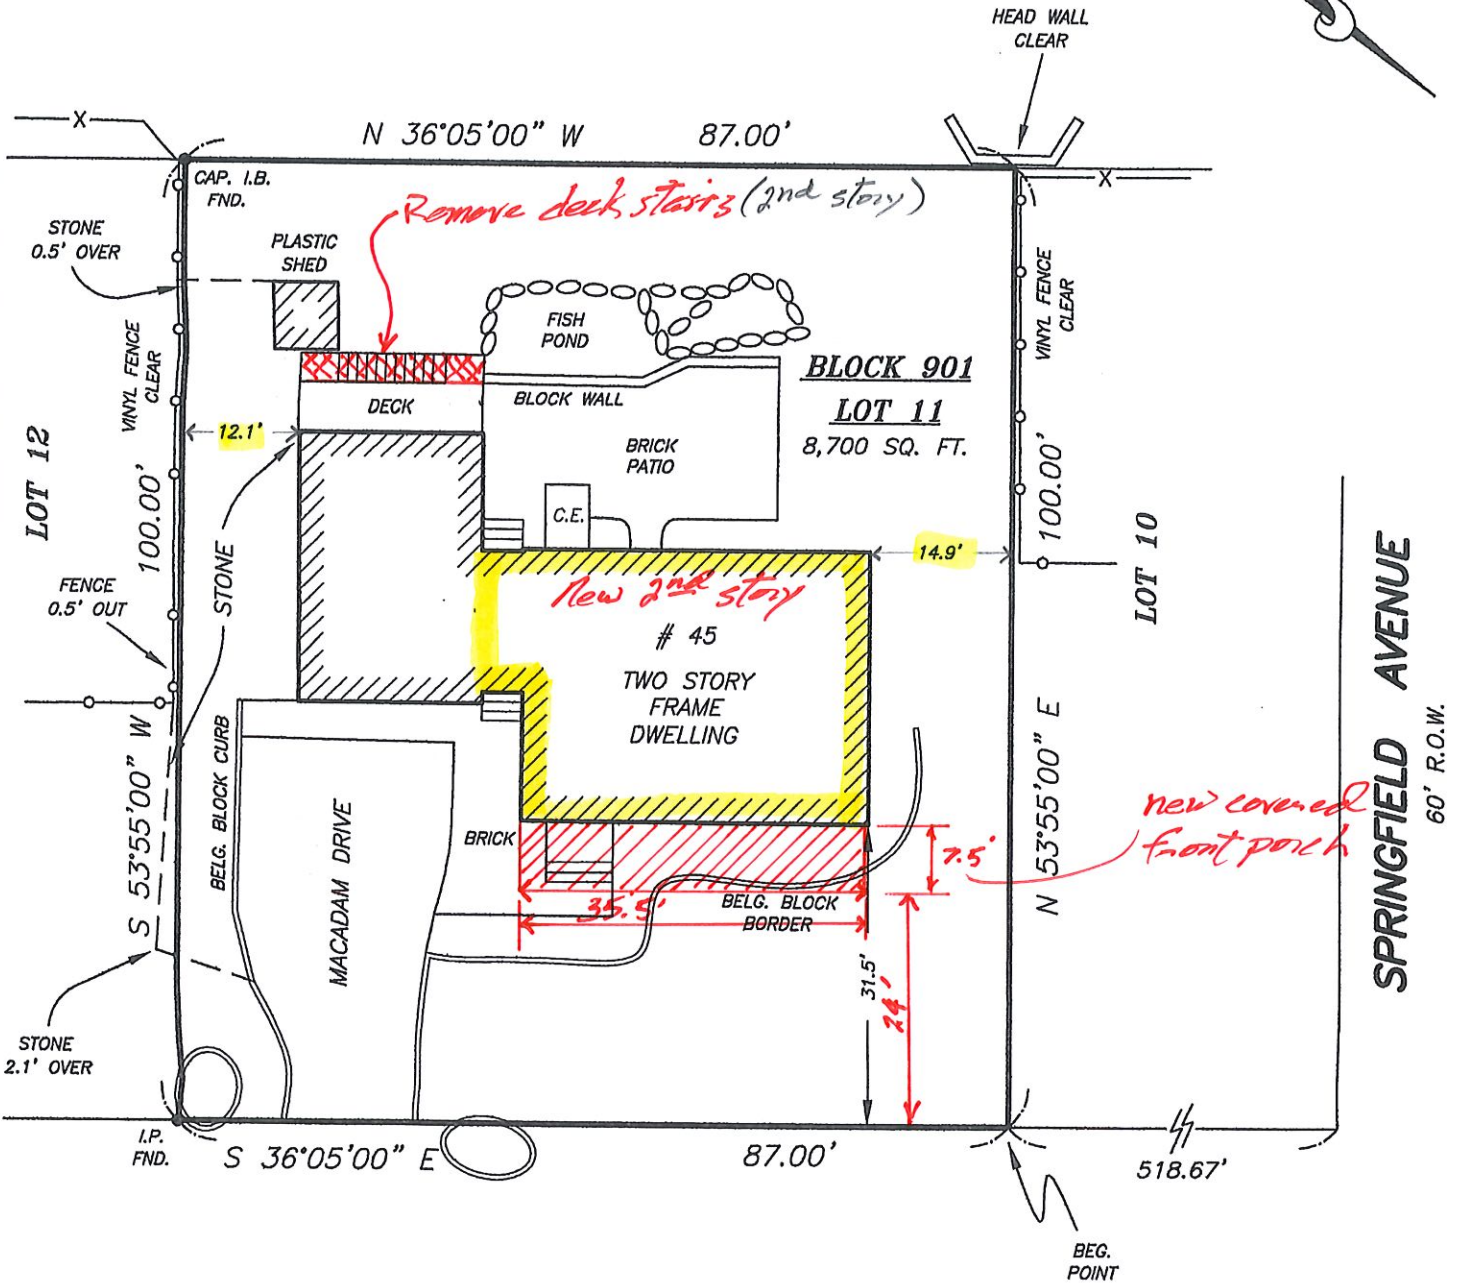 HEAD WALL
CLEAR
X
N 36°05'00" W 87.00'
X
CAP. I.B.
FND.
Remove deck stairs (2nd story)
STONE
0.5' OVER
PLASTIC
SHED
VINYL FENCE
CLEAR
FISH
POND
VINYL FENCE
CLEAR
BLOCK 901
LOT 11
8,700 SQ. FT.
DECK
BLOCK WALL
12.1'
BRICK
PATIO
LOT 12
100.00'
C.E.
14.9'
100.00'
LOT 10
STONE
FENCE
0.5' OUT
New 2nd story
# 45
TWO STORY
FRAME
DWELLING
SPRINGFIELD AVENUE
60' R.O.W.
S 53°55'00" W
BELG. BLOCK CURB
MACADAM DRIVE
BRICK
7.5'
new covered
front porch
N 53°55'00" E
35.5'
BELG. BLOCK
BORDER
31.5'
24'
STONE
2.1' OVER
I.P.
FND.
S 36°05'00" E 87.00'
518.67'
BEG.
POINT